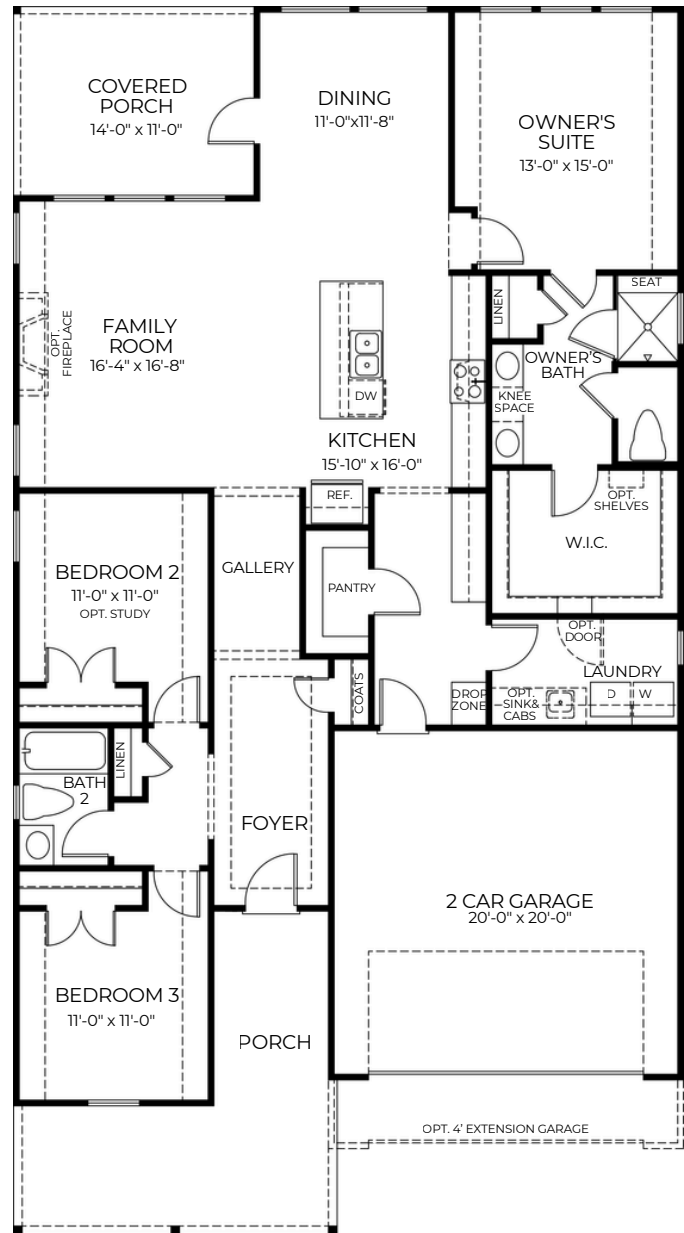 COVERED
PORCH
14'-0" x 11'-0"
DINING
11'-0"x11'-8"
OWNER'S
SUITE
13'-0" x 15'-0"
SEAT
LINEN
FAMILY
ROOM
16'-4" x 16'-8"
OPT.
FIREPLACE
OWNER'S
BATH
KNEE
SPACE
DW
KITCHEN
15'-10" x 16'-0"
REF.
OPT.
SHELVES
W.I.C.
GALLERY
PANTRY
BEDROOM 2
11'-0" x 11'-0"
OPT. STUDY
OPT.
DOOR
LAUNDRY
COATS
DROP
ZONE
OPT.
SINK&
CABS
D
W
LINEN
BATH
2
FOYER
2 CAR GARAGE
20'-0" x 20'-0"
BEDROOM 3
11'-0" x 11'-0"
PORCH
OPT. 4' EXTENSION GARAGE